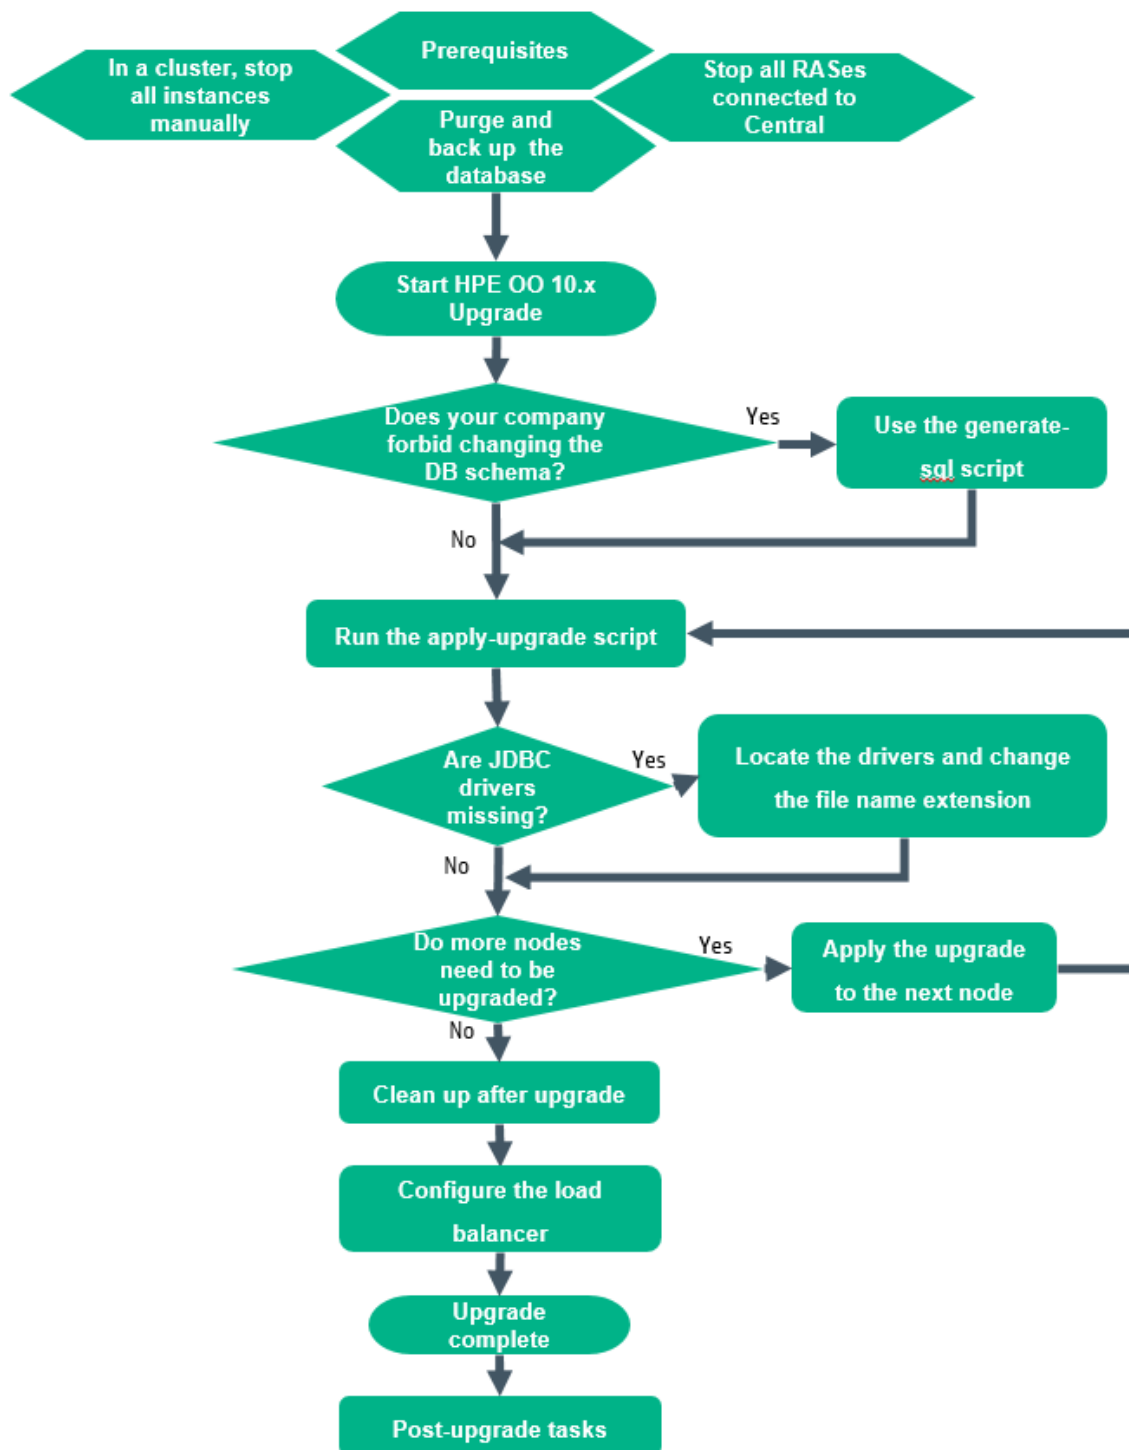 Prerequisites
In a cluster, stop
all instances
manually
Stop all RASes
connected to
Central
Purge and
back up the
database
Start HPE OO 10.x
Upgrade
Does your company
forbid changing the
DB schema?
Yes
Use the generate-
sql script
No
Run the apply-upgrade script
Are JDBC
drivers
missing?
Yes
Locate the drivers and change
the file name extension
No
Do more nodes
need to be
upgraded?
Yes
Apply the upgrade
to the next node
No
Clean up after upgrade
Configure the load
balancer
Upgrade
complete
Post-upgrade tasks